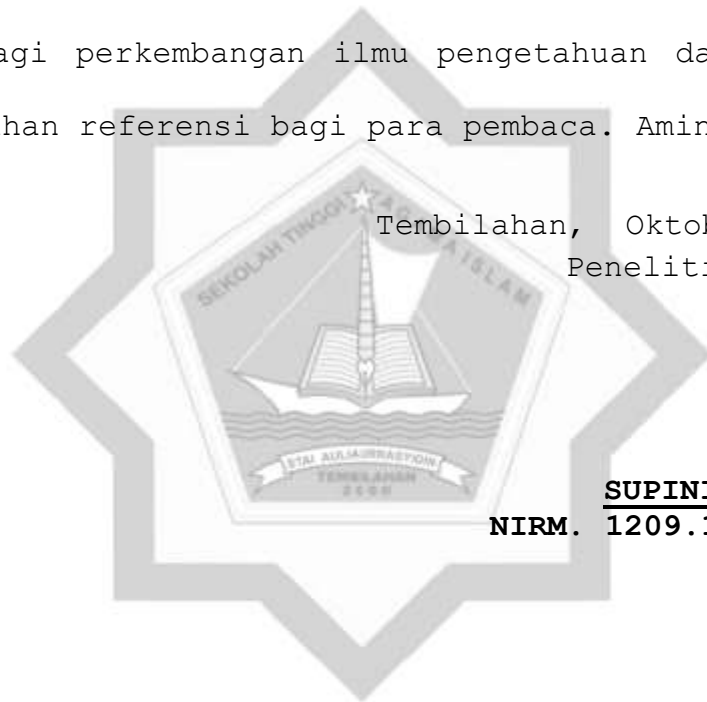 agi perkembangan ilmu pengetahuan da
han referensi bagi para pembaca. Amin
Tembilahan, Oktob
Peneliti
SEKOLAH TINGGI AGAMA ISLAM
STAI AULIAURRASYIDIN
TEMBILAHAN
SUPINI
NIRM. 1209.1